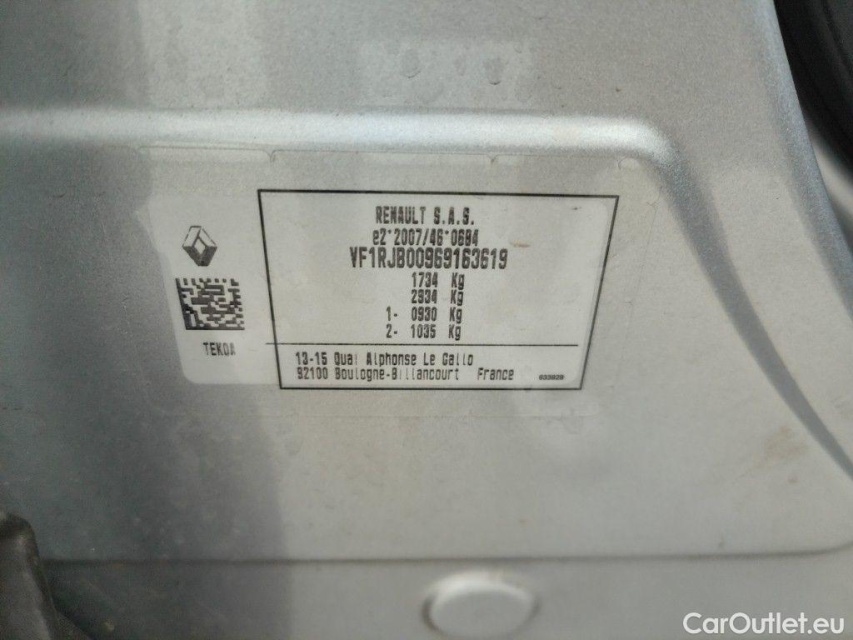 RENAULT S.A.S.
e2*2007/46*0684
VF1RJB00969163619
1734 Kg
2934 Kg
1- 0930 Kg
2- 1035 Kg
TEKOA
13-15 Quai Alphonse Le Gallo
92100 Boulogne-Billancourt France
CarOutlet.eu